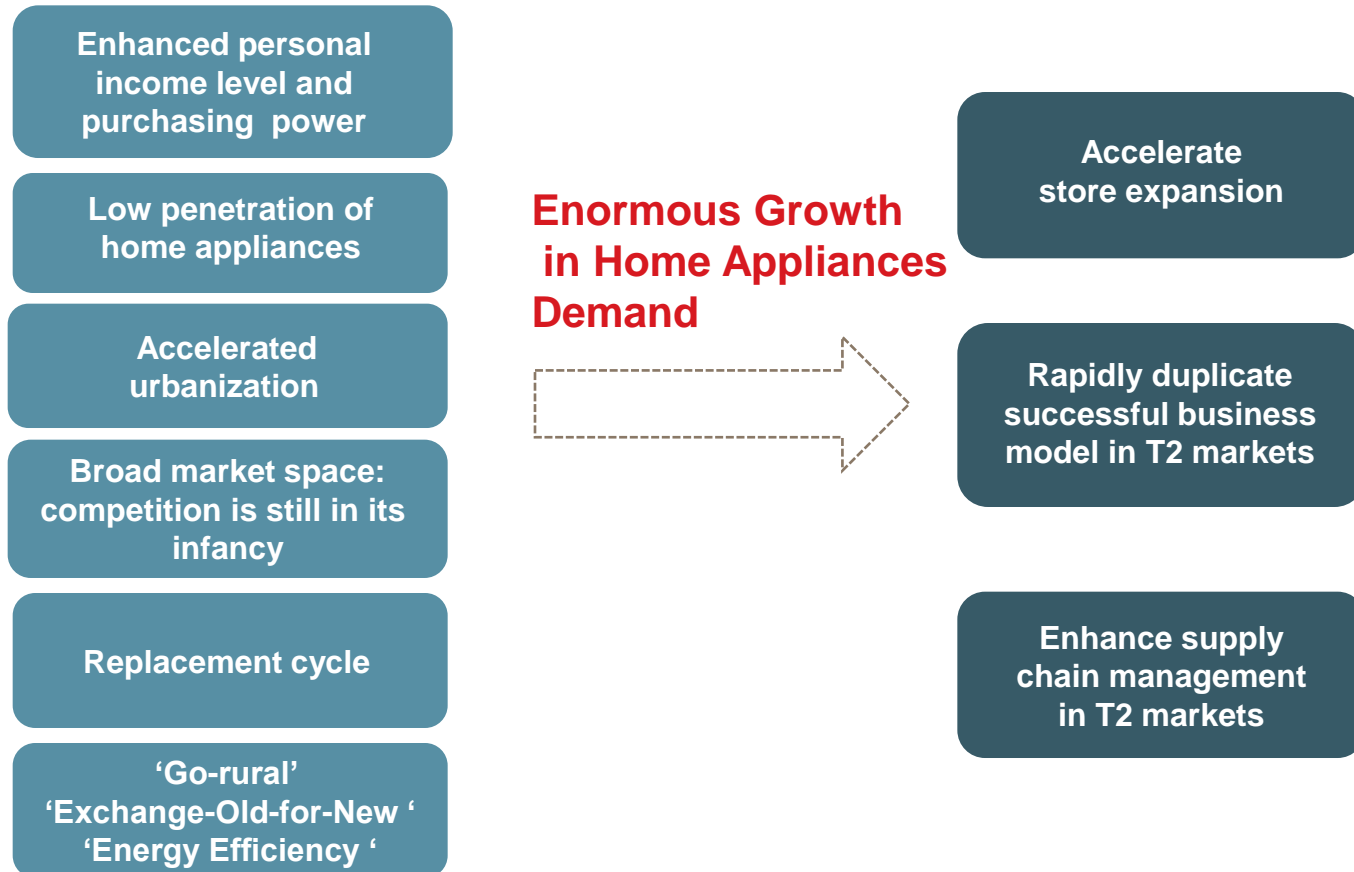 Enhanced personal
income level and
purchasing power
Low penetration of
home appliances
Accelerated
urbanization
Broad market space:
competition is still in its
infancy
Replacement cycle
‘Go-rural’
‘Exchange-Old-for-New ‘
‘Energy Efficiency ‘
Enormous Growth
in Home Appliances
Demand
Accelerate
store expansion
Rapidly duplicate
successful business
model in T2 markets
Enhance supply
chain management
in T2 markets